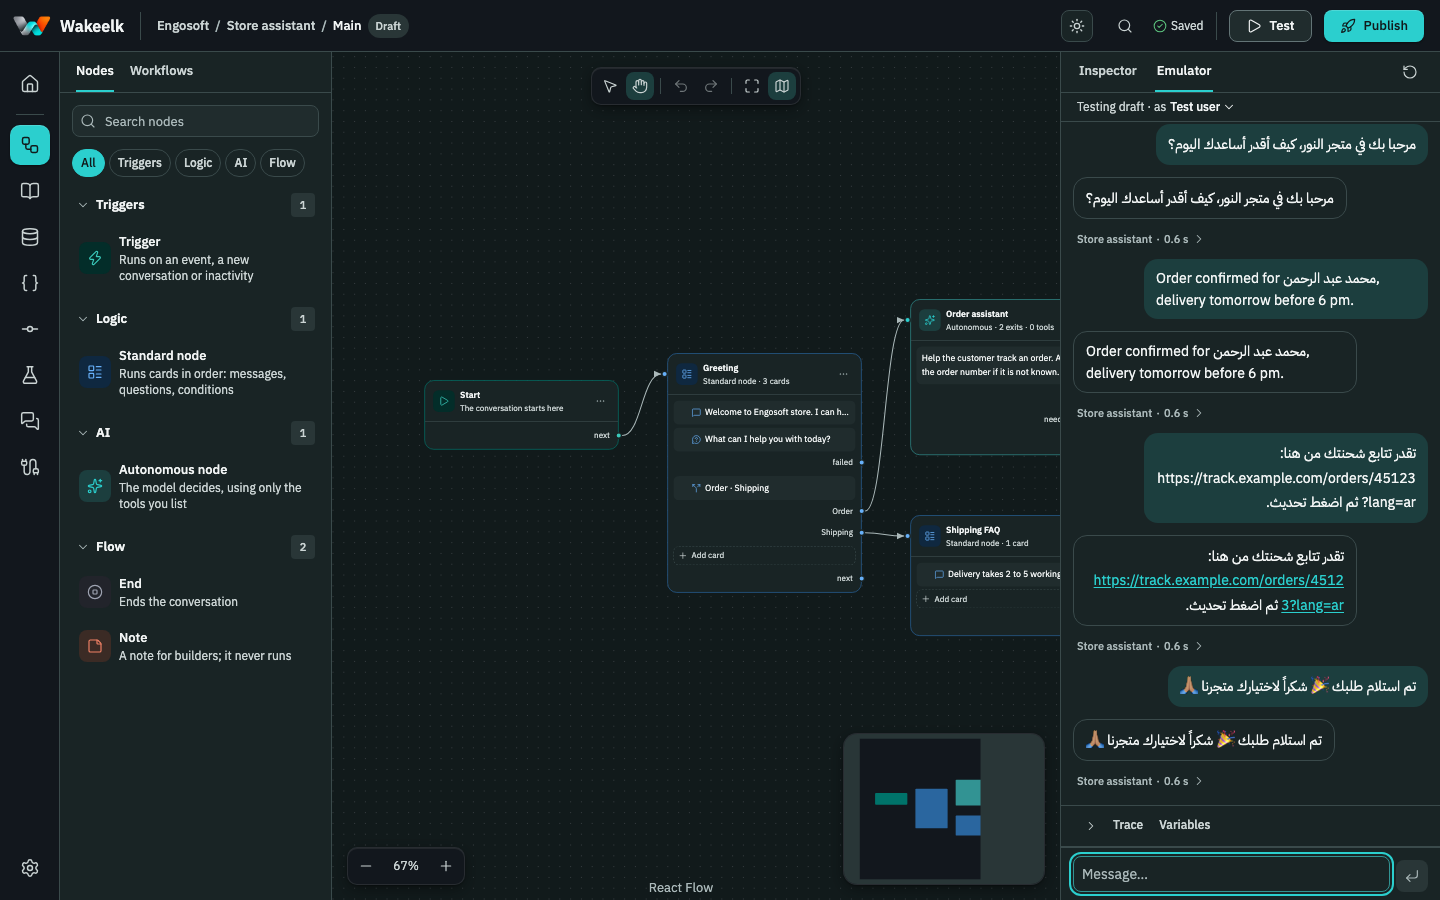 Wakeelk
Engosoft / Store assistant / Main Draft
Saved
Test
Publish
Nodes Workflows
Search nodes
All Triggers Logic AI Flow
Triggers 1
Trigger
Runs on an event, a new
conversation or inactivity
Logic 1
Standard node
Runs cards in order: messages,
questions, conditions
AI 1
Autonomous node
The model decides, using only the
tools you list
Flow 2
End
Ends the conversation
Note
A note for builders; it never runs
Start
The conversation starts here
next
Greeting
Standard node · 3 cards
Welcome to Engosoft store. I can h...
What can I help you with today?
failed
Order · Shipping
Order
Shipping
+ Add card
next
Order assistant
Autonomous · 2 exits · 0 tools
Help the customer track an order. A
the order number if it is not known.
need
Shipping FAQ
Standard node · 1 card
Delivery takes 2 to 5 working
+ Add card
67%
React Flow
Inspector Emulator
Testing draft · as Test user
مرحبا بك في متجر النور، كيف أقدر أساعدك اليوم؟
مرحبا بك في متجر النور، كيف أقدر أساعدك اليوم؟
Store assistant · 0.6 s
Order confirmed for محمد عبد الرحمن,
delivery tomorrow before 6 pm.
Order confirmed for محمد عبد الرحمن,
delivery tomorrow before 6 pm.
Store assistant · 0.6 s
تقدر تتابع شحنتك من هنا:
https://track.example.com/orders/45123
?lang=ar ثم اضغط تحديث.
تقدر تتابع شحنتك من هنا:
https://track.example.com/orders/4512
3?lang=ar ثم اضغط تحديث.
Store assistant · 0.6 s
تم استلام طلبك 🎉 شكراً لاختيارك متجرنا 🙏🏽
تم استلام طلبك 🎉 شكراً لاختيارك متجرنا 🙏🏽
Store assistant · 0.6 s
Trace Variables
Message...